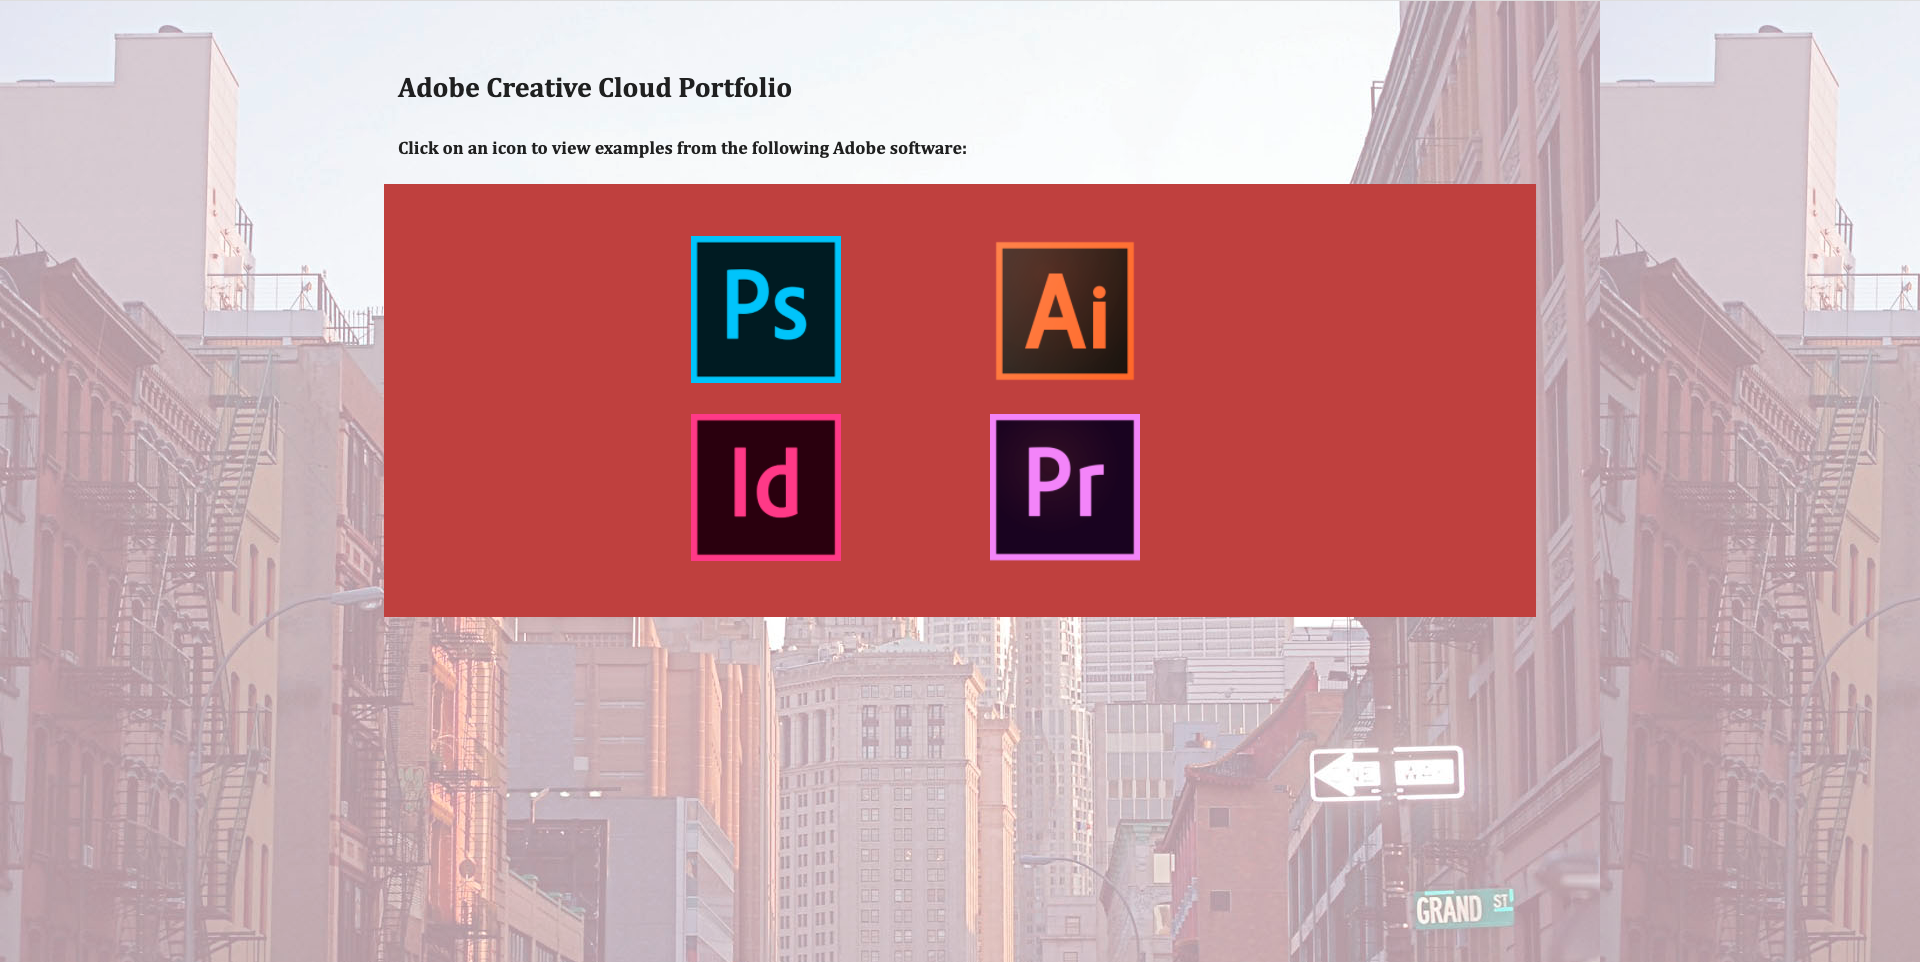 Adobe Creative Cloud Portfolio
Click on an icon to view examples from the following Adobe software:
Ps
Ai
Id
Pr
GRAND ST